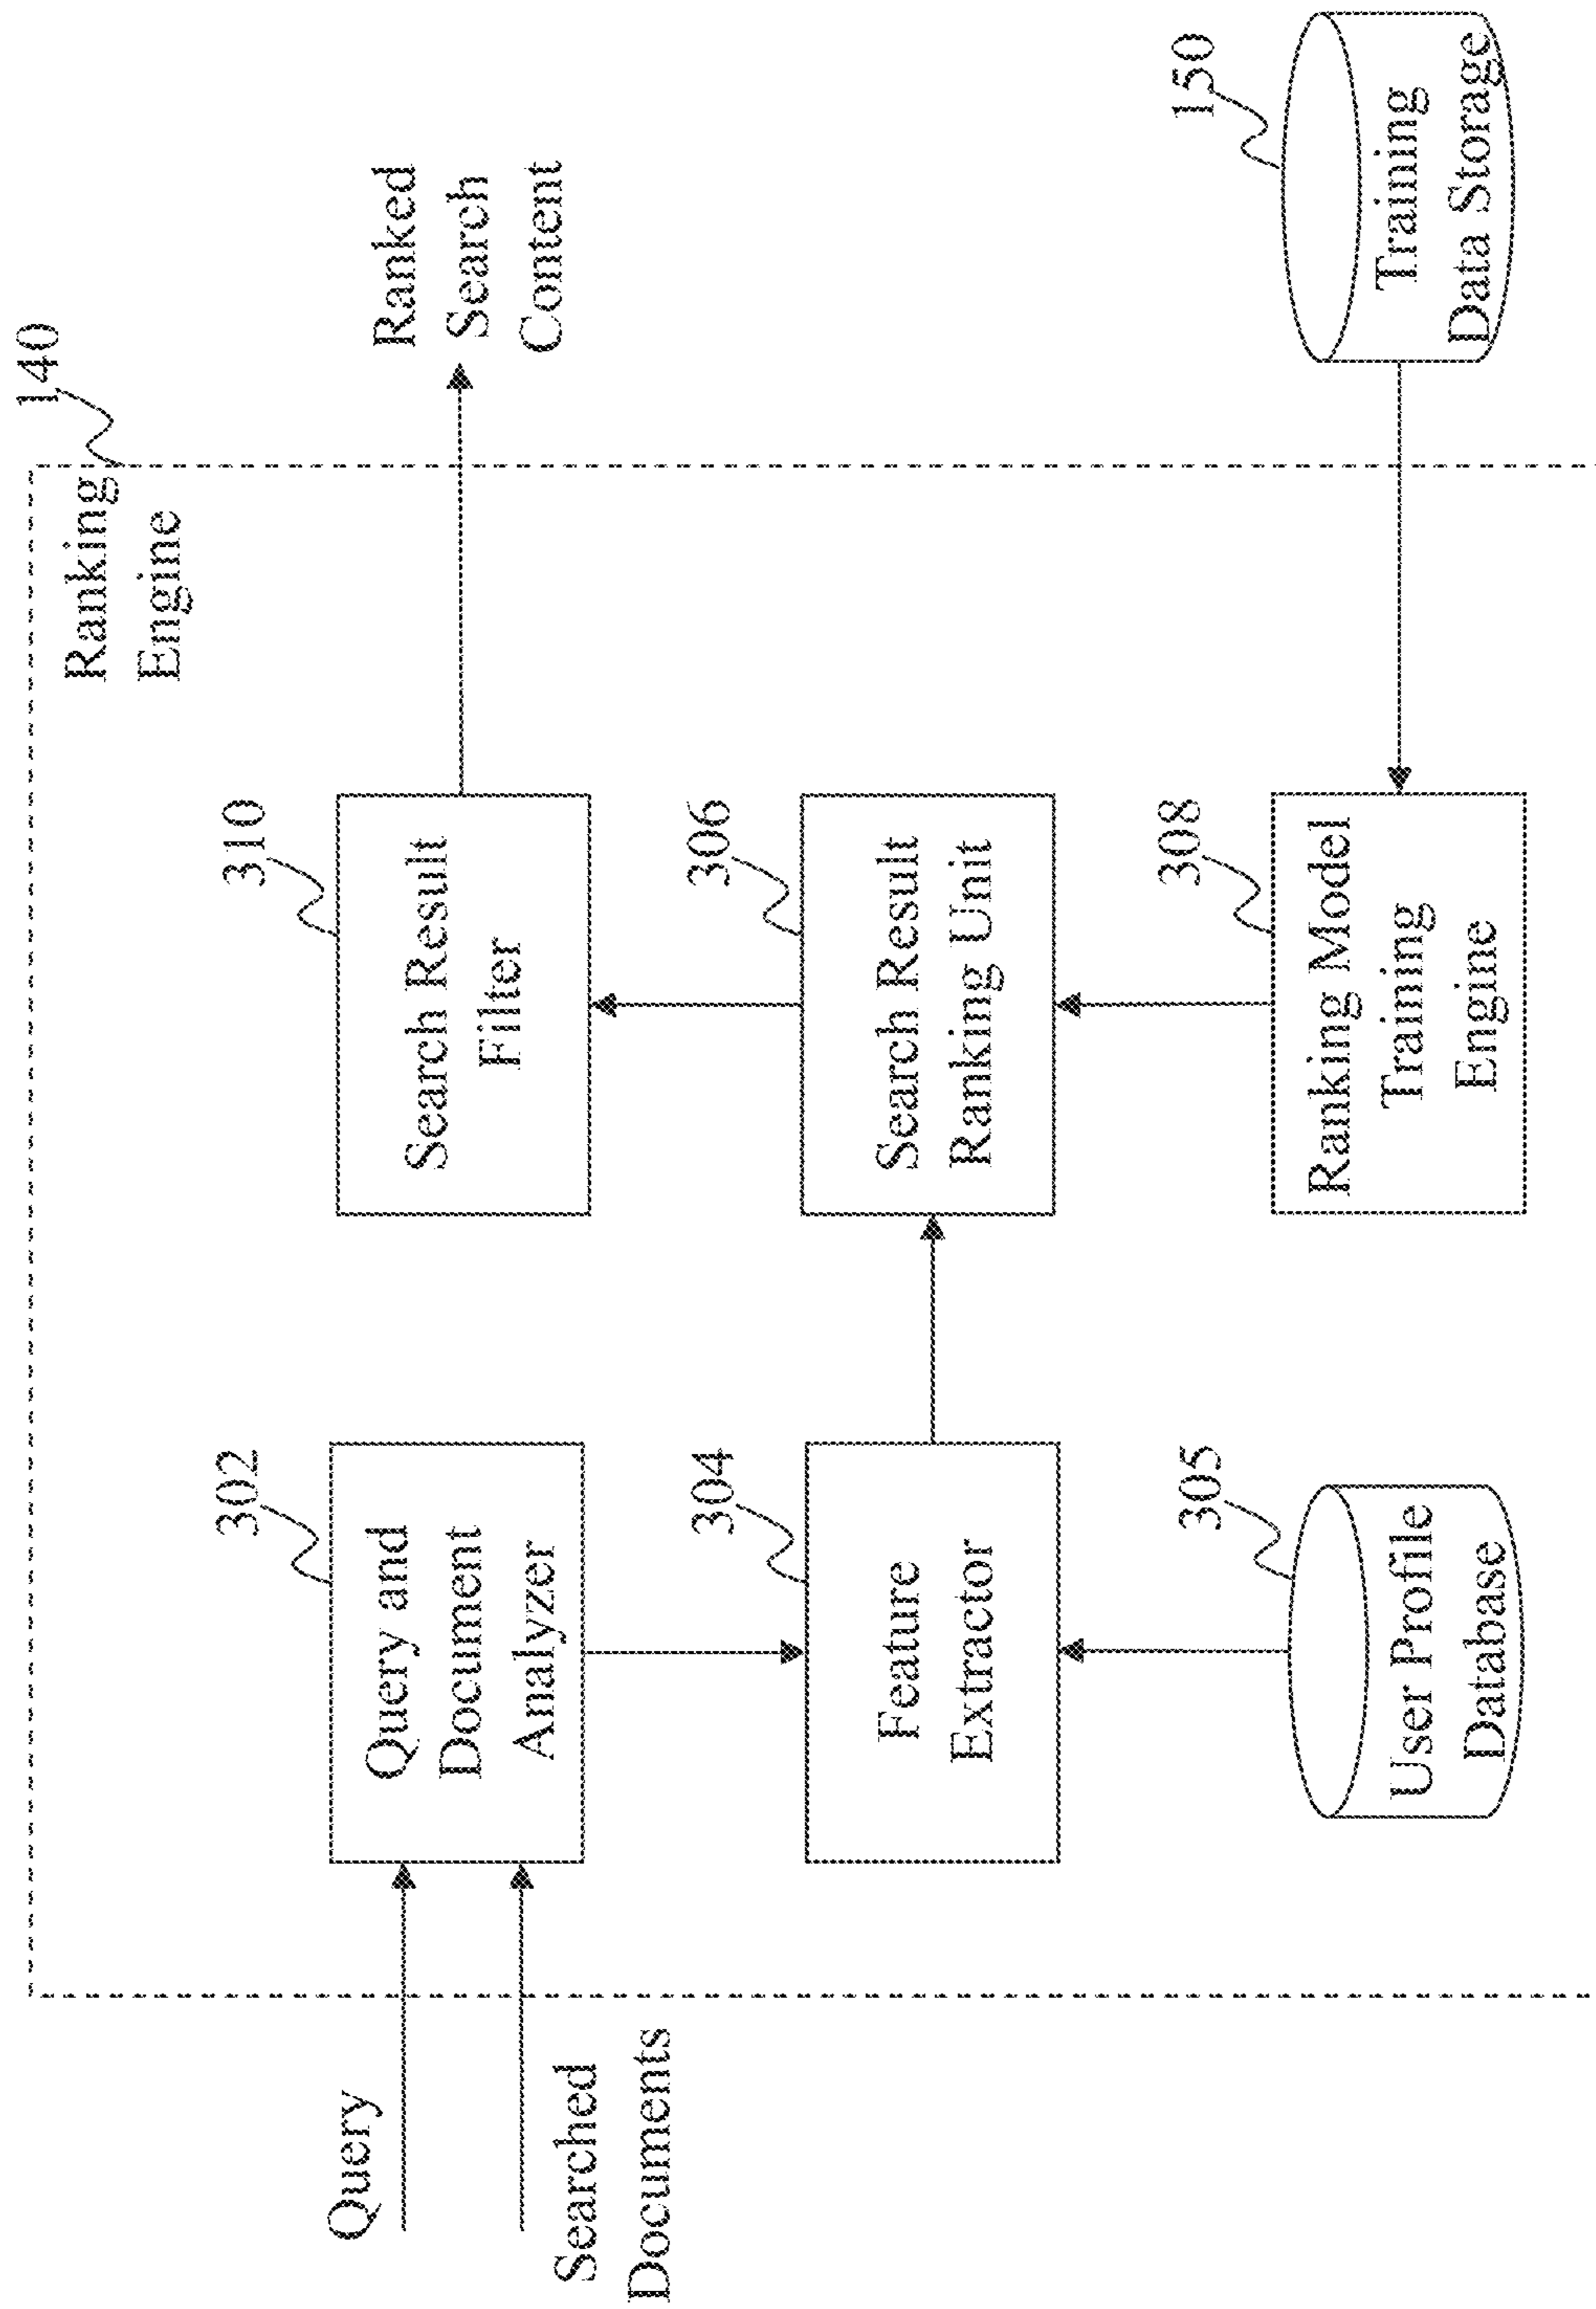 140
Ranking
Engine
Query
Searched
Documents
302
Query and
Document
Analyzer
310
Search Result
Filter
Ranked
Search
Content
304
Feature
Extractor
306
Search Result
Ranking Unit
305
User Profile
Database
308
Ranking Model
Training
Engine
150
Training
Data Storage